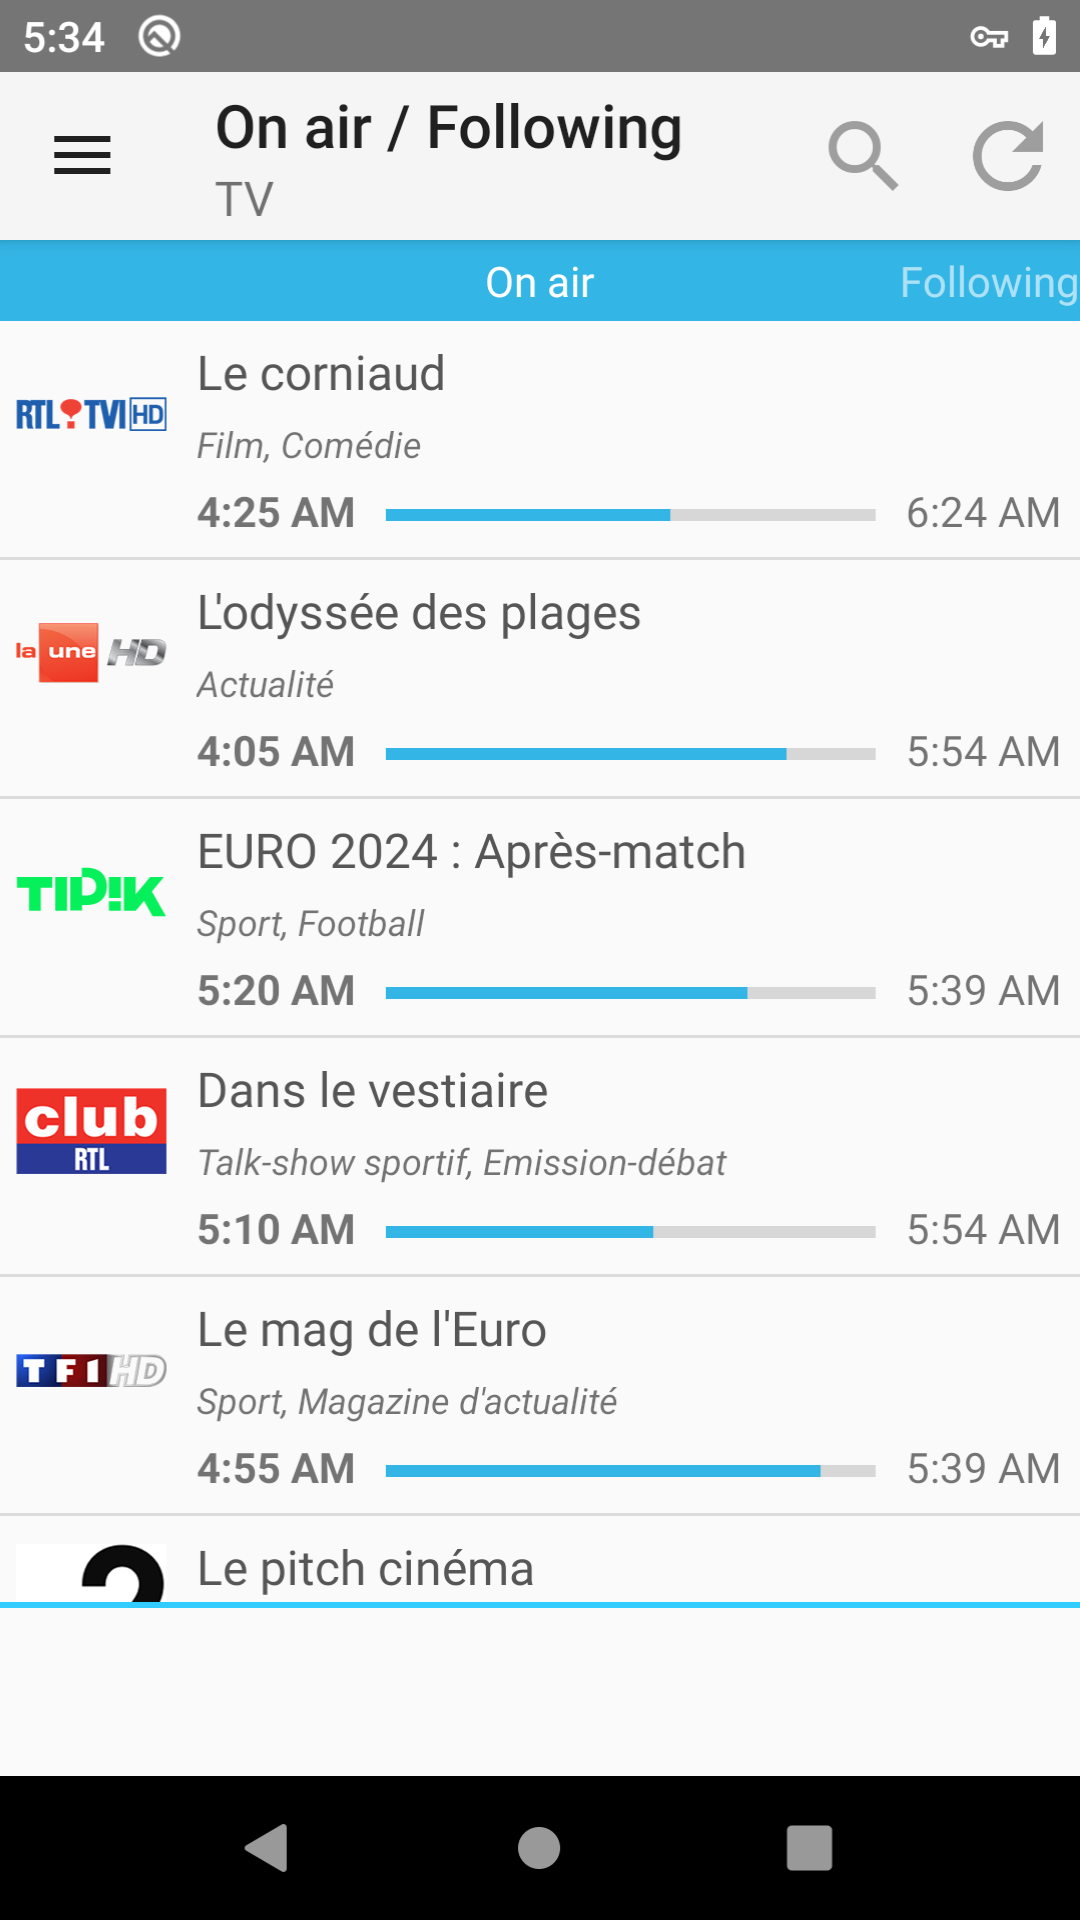 5:34
On air / Following
TV
On air
Following
Le corniaud
RTL TVI HD
Film, Comédie
4:25 AM
6:24 AM
L'odyssée des plages
la une HD
Actualité
4:05 AM
5:54 AM
EURO 2024 : Après-match
TIPIK
Sport, Football
5:20 AM
5:39 AM
Dans le vestiaire
club
RTL
Talk-show sportif, Emission-débat
5:10 AM
5:54 AM
Le mag de l'Euro
TF1 HD
Sport, Magazine d'actualité
4:55 AM
5:39 AM
Le pitch cinéma